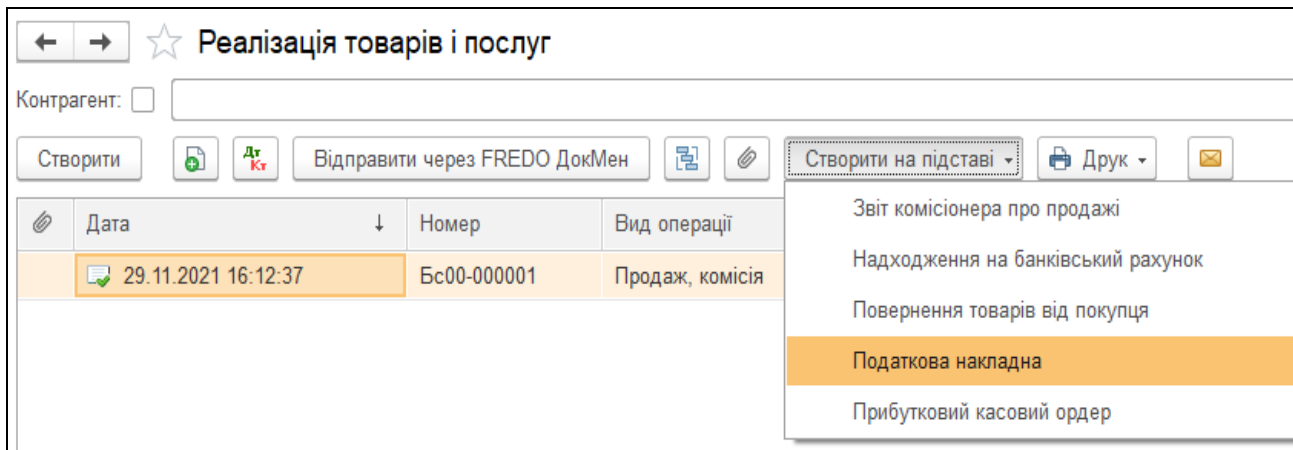 Реалізація товарів і послуг
Контрагент:
Створити Дт Кт Відправити через FREDO ДокМен Створити на підставі Друк
Дата ↓ Номер Вид операції
29.11.2021 16:12:37 Бс00-000001 Продаж, комісія
Звіт комісіонера про продажі
Надходження на банківський рахунок
Повернення товарів від покупця
Податкова накладна
Прибутковий касовий ордер